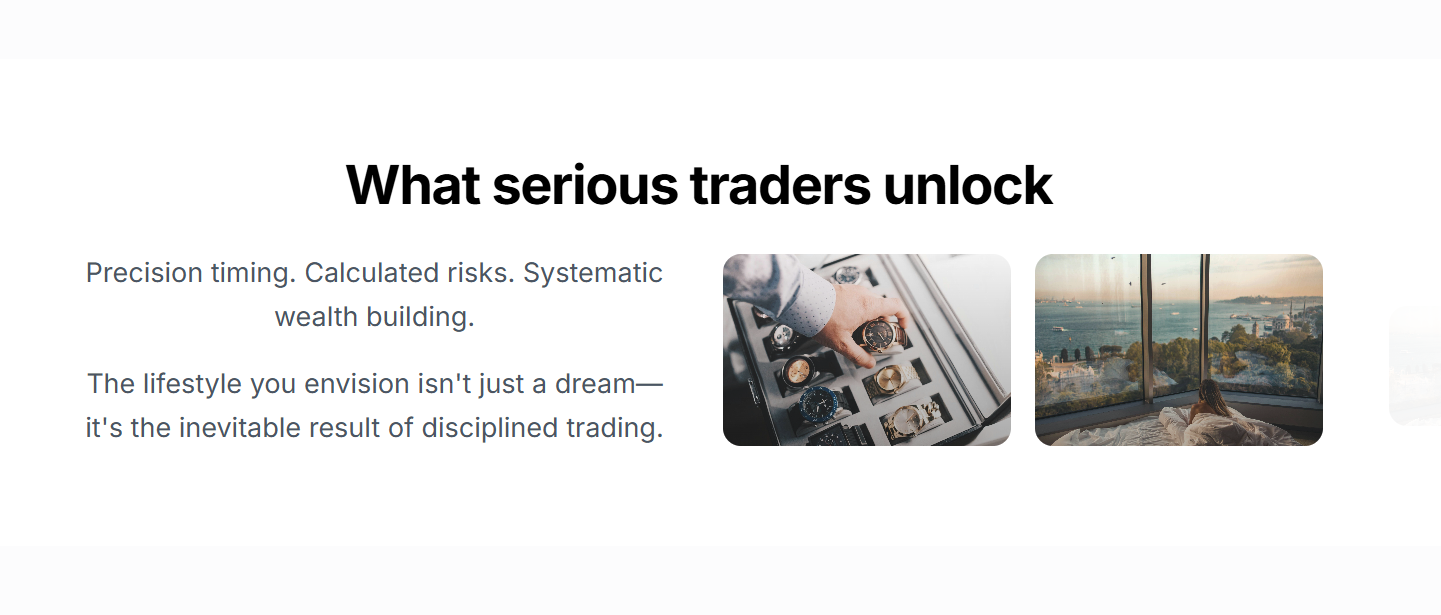 What serious traders unlock
Precision timing. Calculated risks. Systematic
wealth building.
The lifestyle you envision isn't just a dream—
it's the inevitable result of disciplined trading.